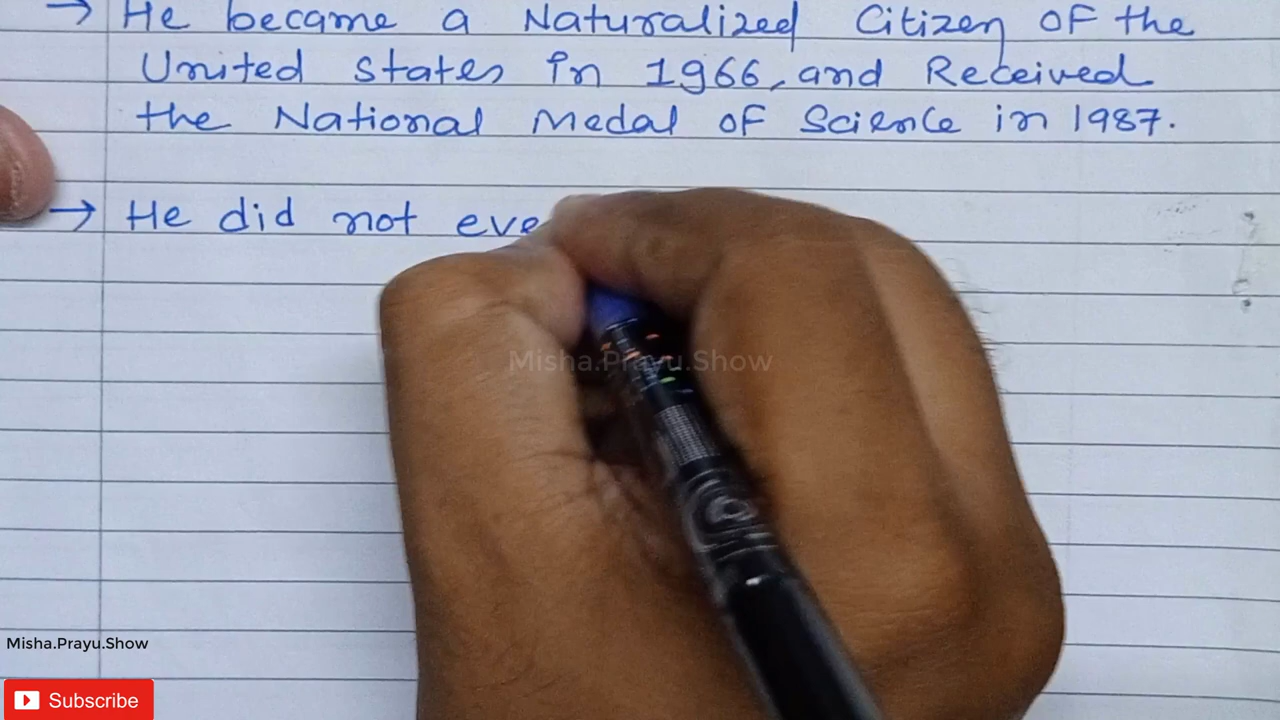 → He became a Naturalized Citizen OF the
United States in 1966, and Received
the National Medal OF Science in 1987.
→ He did not eve
Misha.Prayu.Show
Misha.Prayu.Show
Subscribe